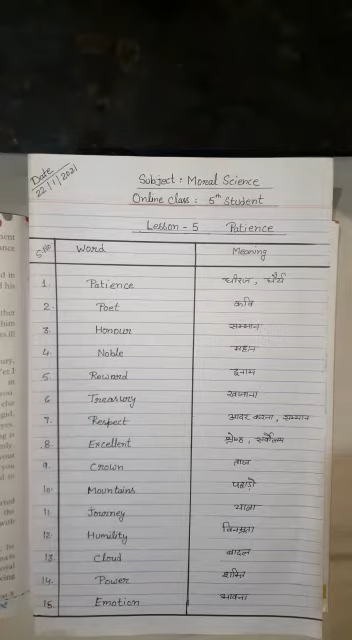 Date
22/1/2021
Subject : Moral Science
Online Class : 5th Student
Lesson - 5 Patience
S.No Word Meaning
1. Patience धीरज, धैर्य
2. Poet कवि
3. Honour सम्मान
4. Noble महान
5. Reward इनाम
6 Treasury खजाना
7. Respect आदर करना, सम्मान
8. Excellent श्रेष्ठ, सर्वोत्तम
9. Crown ताज
10. Mountains पहाड़ो
11. Journey यात्रा
12. Humility विनम्रता
13. Cloud बादल
14. Power शक्ति
15. Emotion भावना